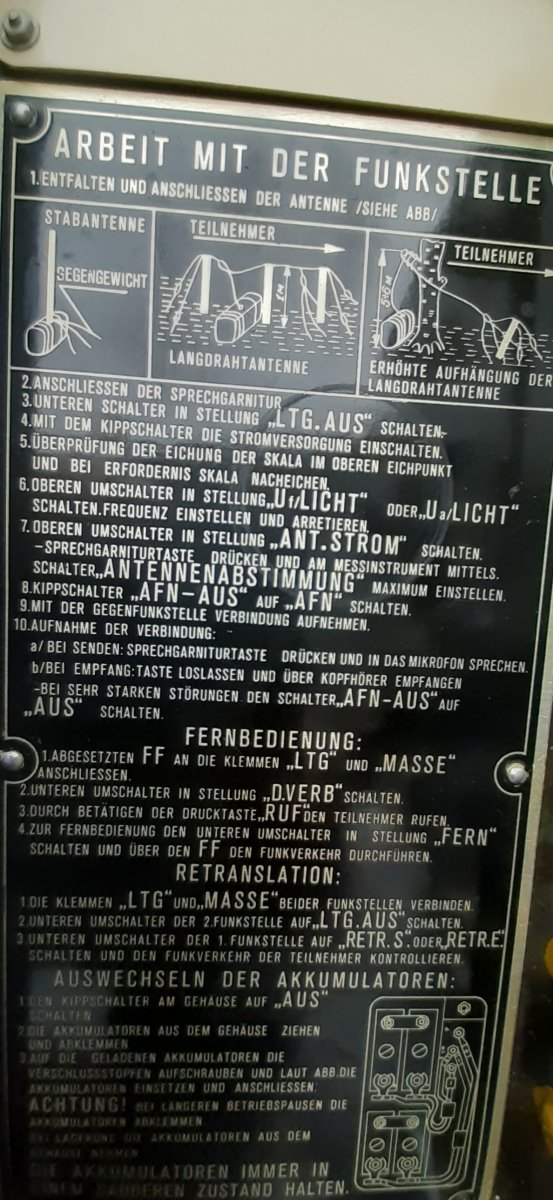 ARBEIT MIT DER FUNKSTELLE
1.ENTFALTEN UND ANSCHLIESSEN DER ANTENNE /SIEHE ABB/
STABANTENNE
GEGENGEWICHT
TEILNEHMER
1M
LANGDRAHTANTENNE
TEILNEHMER
5÷6 M
ERHÖHTE AUFHÄNGUNG DER
LANGDRAHTANTENNE
2.ANSCHLIESSEN DER SPRECHGARNITUR
3.UNTEREN SCHALTER IN STELLUNG „LTG.AUS“ SCHALTEN.
4.MIT DEM KIPPSCHALTER DIE STROMVERSORGUNG EINSCHALTEN.
5.ÜBERPRÜFUNG DER EICHUNG DER SKALA IM OBEREN EICHPUNKT
UND BEI ERFORDERNIS SKALA NACHEICHEN.
6.OBEREN UMSCHALTER IN STELLUNG„Uf/LICHT“ ODER„Ua/LICHT“
SCHALTEN.FREQUENZ EINSTELLEN UND ARRETIEREN.
7.OBEREN UMSCHALTER IN STELLUNG „ANT.STROM“ SCHALTEN.
-SPRECHGARNITURTASTE DRÜCKEN UND AM MESSINSTRUMENT MITTELS.
SCHALTER„ANTENNENABSTIMMUNG“ MAXIMUM EINSTELLEN.
8.KIPPSCHALTER „AFN-AUS“ AUF „AFN“ SCHALTEN.
9.MIT DER GEGENFUNKSTELLE VERBINDUNG AUFNEHMEN.
10.AUFNAHME DER VERBINDUNG:
a/ BEI SENDEN: SPRECHGARNITURTASTE DRÜCKEN UND IN DAS MIKROFON SPRECHEN.
b/BEI EMPFANG:TASTE LOSLASSEN UND ÜBER KOPFHÖRER EMPFANGEN
-BEI SEHR STARKEN STÖRUNGEN DEN SCHALTER„AFN-AUS“ AUF
„AUS“ SCHALTEN.
FERNBEDIENUNG:
1.ABGESETZTEN FF AN DIE KLEMMEN „LTG“ UND „MASSE“
ANSCHLIESSEN.
2.UNTEREN UMSCHALTER IN STELLUNG „D.VERB“ SCHALTEN.
3.DURCH BETÄTIGEN DER DRUCKTASTE„RUF“DEN TEILNEHMER RUFEN.
4.ZUR FERNBEDIENUNG DEN UNTEREN UMSCHALTER IN STELLUNG „FERN“
SCHALTEN UND ÜBER DEN FF DEN FUNKVERKEHR DURCHFÜHREN.
RETRANSLATION:
1.DIE KLEMMEN „LTG“UND„MASSE“BEIDER FUNKSTELLEN VERBINDEN.
2.UNTEREN UMSCHALTER DER 2.FUNKSTELLE AUF„LTG.AUS“SCHALTEN.
3 UNTEREN UMSCHALTER DER 1.FUNKSTELLE AUF „RETR.S.“ODER„RETR.E“
SCHALTEN UND DEN FUNKVERKEHR DER TEILNEHMER KONTROLLIEREN.
AUSWECHSELN DER AKKUMULATOREN:
1 DEN KIPPSCHALTER AM GEHÄUSE AUF „AUS“
SCHALTEN
2.DIE AKKUMULATOREN AUS DEM GEHÄUSE ZIEHEN
UND ABKLEMMEN
3 AUF DIE GELADENEN AKKUMULATOREN DIE
VERSCHLUSSSTOPFEN AUFSCHRAUBEN UND LAUT ABB.DIE
AKKUMULATOREN EINSETZEN UND ANSCHLIESSEN.
ACHTUNG! BEI LÄNGEREN BETRIEBSPAUSEN DIE
AKKUMULATOREN ABKLEMMEN
BEI LAGERUNG DIE AKKUMULATOREN AUS DEM
GEHÄUSE NEHMEN
DIE AKKUMULATOREN IMMER IN
EINEM SAUBEREN ZUSTAND HALTEN.